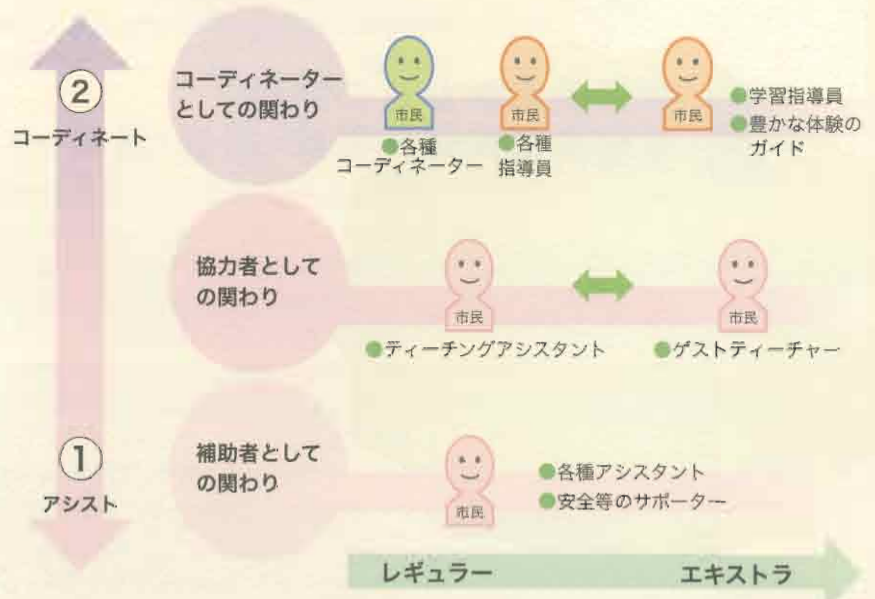 ②
コーディネート
コーディネーター
としての関わり
市民
●各種
コーディネーター
市民
●各種
指導員
市民
●学習指導員
●豊かな体験の
ガイド
協力者として
の関わり
市民
●ティーチングアシスタント
市民
●ゲストティーチャー
①
アシスト
補助者として
の関わり
市民
●各種アシスタント
●安全等のサポーター
レギュラー
エキストラ